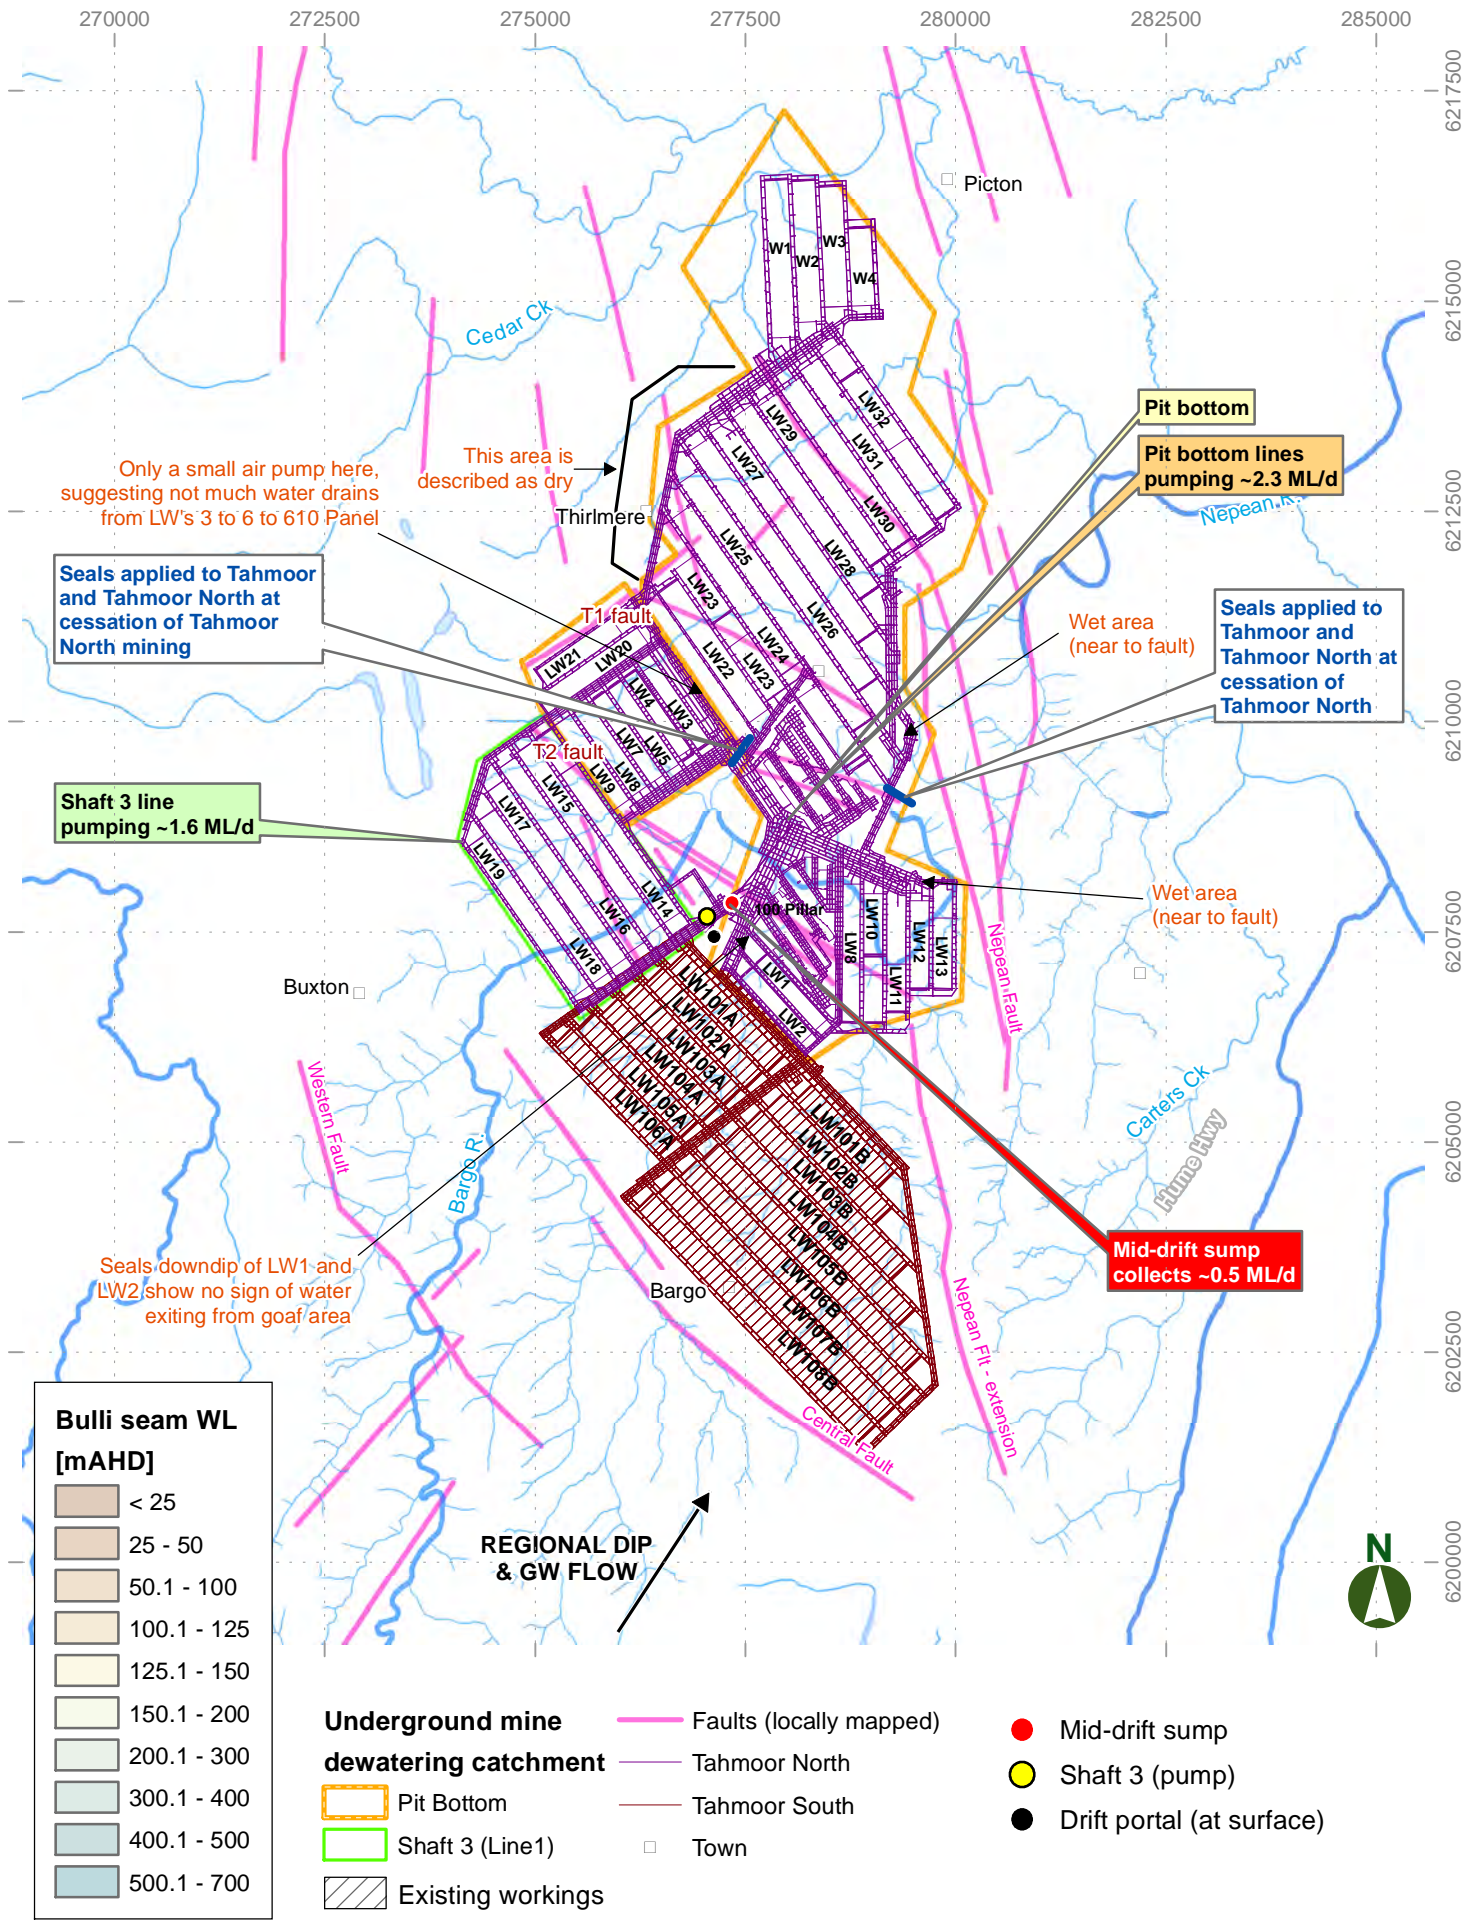 270000
272500
275000
277500
280000
282500
285000
6217500
6215000
6212500
6210000
6207500
6205000
6202500
6200000
Picton
W1
W2
W3
W4
Cedar Ck
LW32
LW29
LW31
LW27
LW30
LW28
LW25
LW26
LW23
LW24
LW23
LW22
LW21
LW20
LW4
LW3
LW7
LW5
LW9
LW8
LW15
LW17
LW19
LW14
LW16
LW18
This area is
described as dry
Thirlmere
Only a small air pump here,
suggesting not much water drains
from LW's 3 to 6 to 610 Panel
Pit bottom
Pit bottom lines
pumping ~2.3 ML/d
Nepean R.
Seals applied to Tahmoor
and Tahmoor North at
cessation of Tahmoor
North mining
T1 fault
T2 fault
Wet area
(near to fault)
Seals applied to
Tahmoor and
Tahmoor North at
cessation of
Tahmoor North
Shaft 3 line
pumping ~1.6 ML/d
Wet area
(near to fault)
100 Pillar
LW10
LW8
LW12
LW13
LW11
LW1
LW2
Nepean Fault
Buxton
LW101A
LW102A
LW103A
LW104A
LW105A
LW106A
Western Fault
Bargo R.
Carters Ck
Hume Hwy
LW101B
LW102B
LW103B
LW104B
LW105B
LW106B
LW107B
LW108B
Mid-drift sump
collects ~0.5 ML/d
Seals downdip of LW1 and
LW2 show no sign of water
exiting from goaf area
Bargo
Nepean Flt - extension
Central Fault
REGIONAL DIP
& GW FLOW
N
Bulli seam WL
[mAHD]
< 25
25 - 50
50.1 - 100
100.1 - 125
125.1 - 150
150.1 - 200
200.1 - 300
300.1 - 400
400.1 - 500
500.1 - 700
Underground mine
dewatering catchment
Pit Bottom
Shaft 3 (Line1)
Existing workings
Faults (locally mapped)
Tahmoor North
Tahmoor South
Town
Mid-drift sump
Shaft 3 (pump)
Drift portal (at surface)